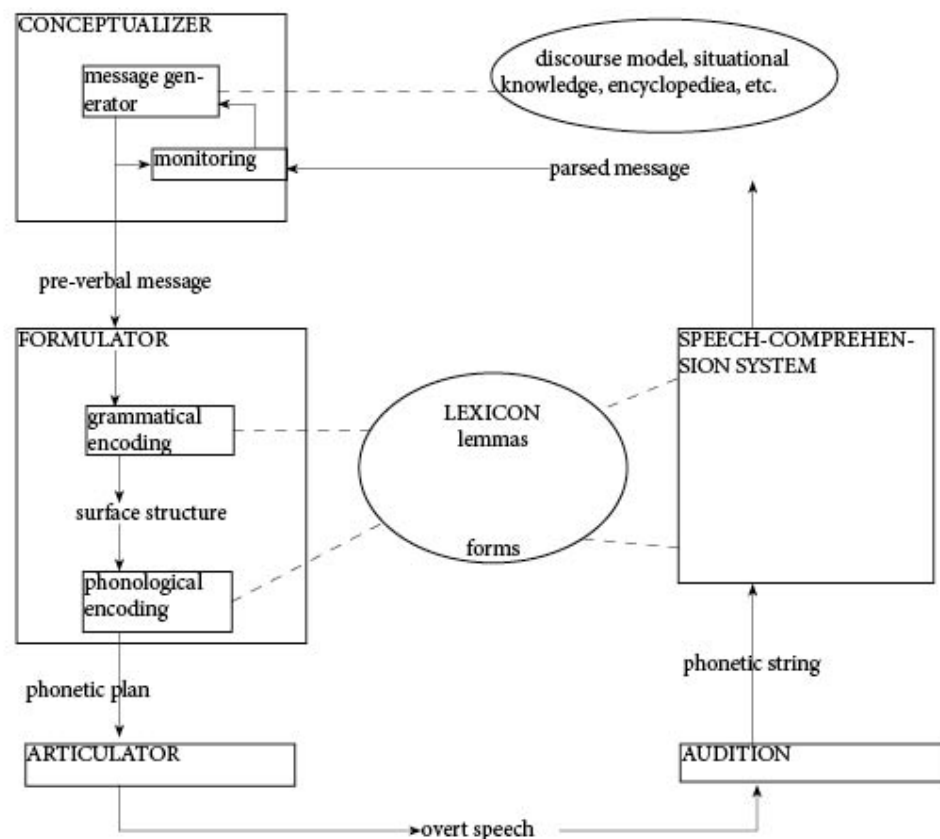 CONCEPTUALIZER
message gen-
erator
monitoring
discourse model, situational
knowledge, encyclopediea, etc.
parsed message
pre-verbal message
FORMULATOR
grammatical
encoding
surface structure
phonological
encoding
LEXICON
lemmas
forms
SPEECH-COMPREHEN-
SION SYSTEM
phonetic plan
phonetic string
ARTICULATOR
AUDITION
overt speech